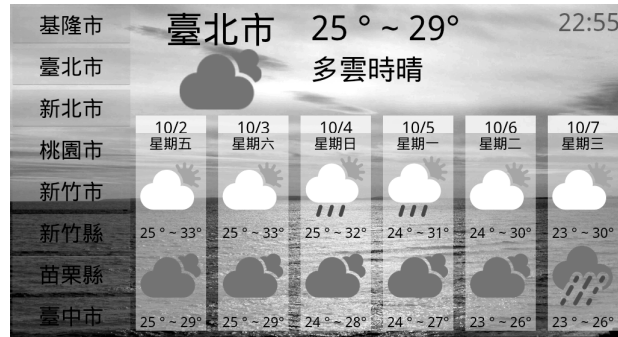 基隆市
臺北市
新北市
桃園市
新竹市
新竹縣
苗栗縣
臺中市
臺北市 25 ° ~ 29°
22:55
多雲時晴
10/2 10/3 10/4 10/5 10/6 10/7
星期五 星期六 星期日 星期一 星期二 星期三
25 ° ~ 33° 25 ° ~ 33° 25 ° ~ 32° 24 ° ~ 31° 24 ° ~ 30° 23 ° ~ 30°
25 ° ~ 29° 25 ° ~ 29° 24 ° ~ 28° 24 ° ~ 27° 23 ° ~ 26° 23 ° ~ 26°